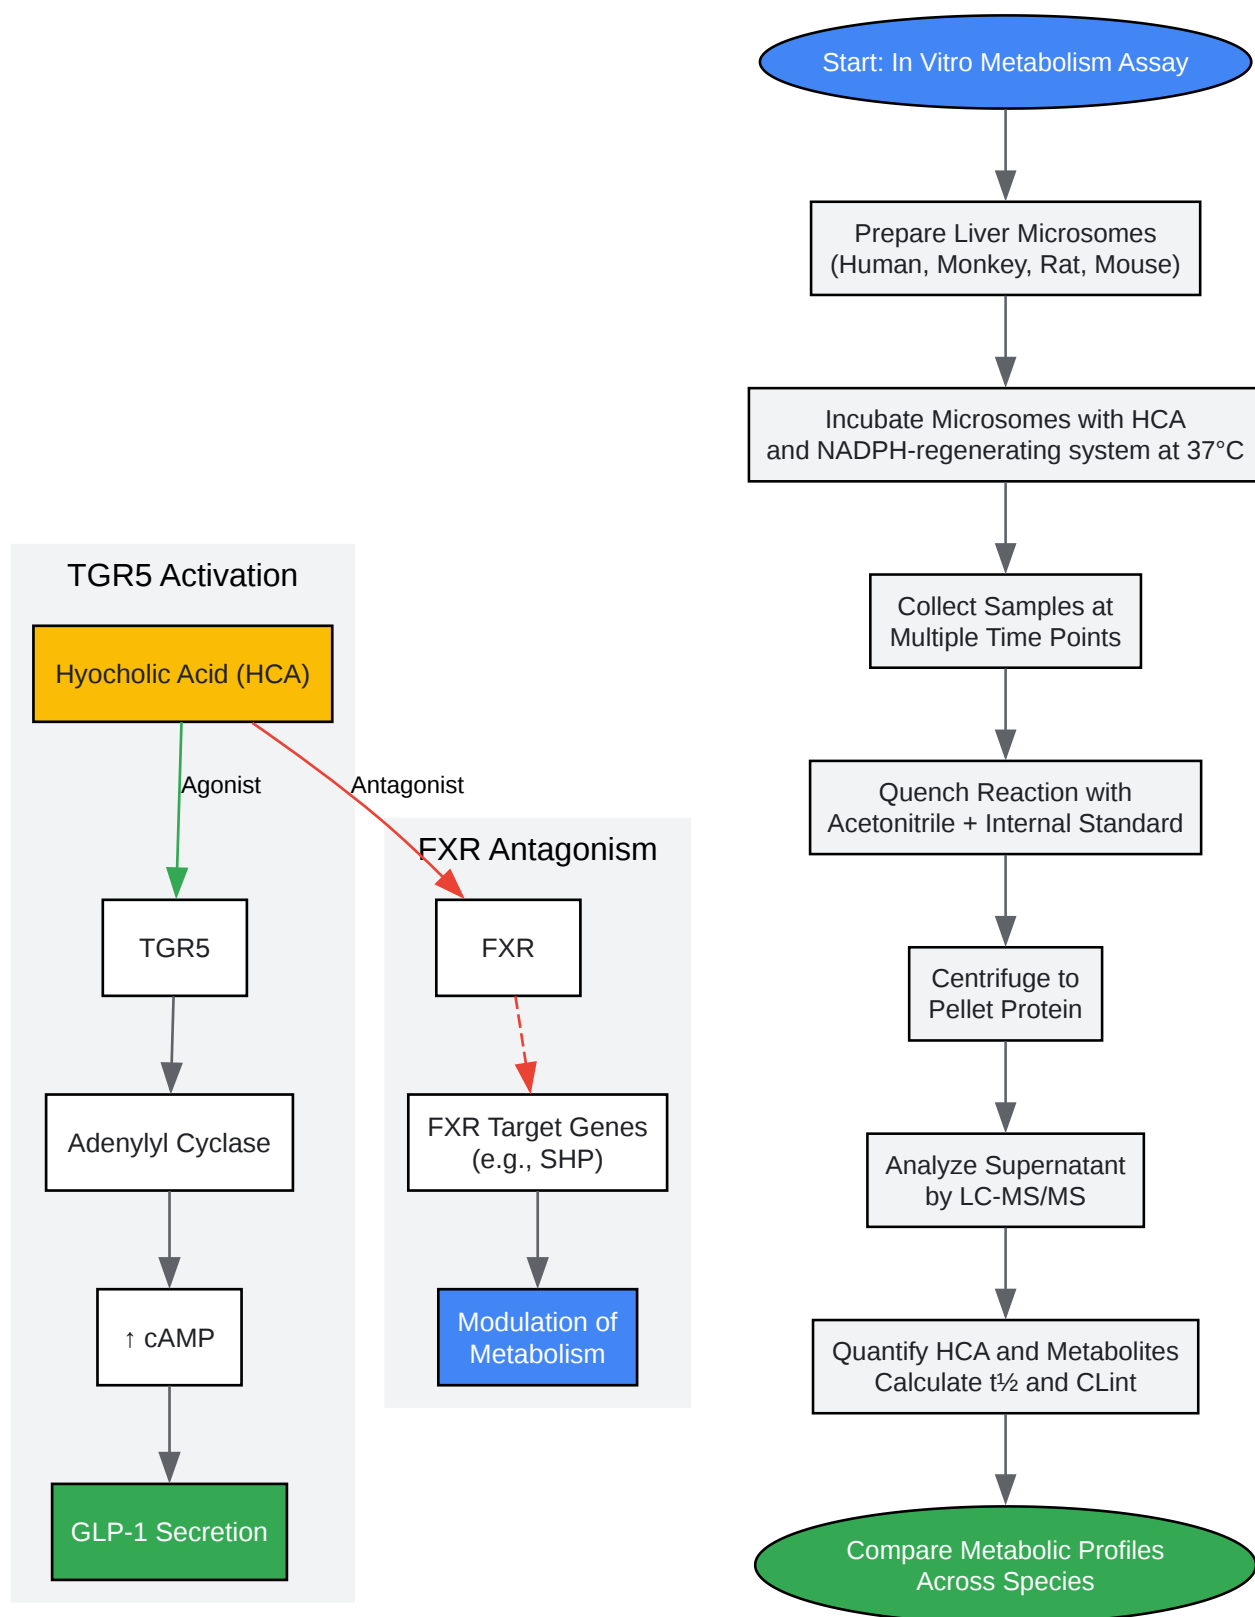 Start: In Vitro Metabolism Assay
Prepare Liver Microsomes
(Human, Monkey, Rat, Mouse)
Incubate Microsomes with HCA
and NADPH-regenerating system at 37°C
Collect Samples at
Multiple Time Points
Quench Reaction with
Acetonitrile + Internal Standard
Centrifuge to
Pellet Protein
Analyze Supernatant
by LC-MS/MS
Quantify HCA and Metabolites
Calculate t½ and CLint
Compare Metabolic Profiles
Across Species
TGR5 Activation
Hyocholic Acid (HCA)
Agonist
Antagonist
TGR5
Adenylyl Cyclase
↑ cAMP
GLP-1 Secretion
FXR Antagonism
FXR
FXR Target Genes
(e.g., SHP)
Modulation of
Metabolism